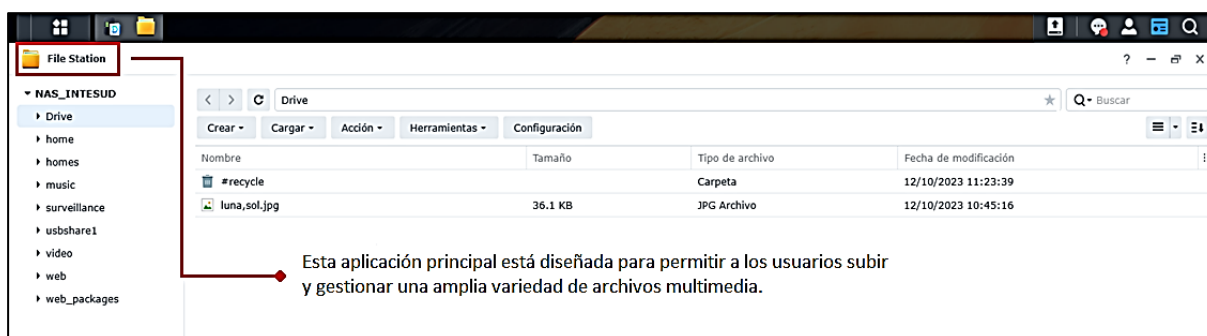 File Station
?
NAS_INTESUD
Drive
home
homes
music
surveillance
usbshare1
video
web
web_packages
Drive
Buscar
Crear
Cargar
Acción
Herramientas
Configuración
Nombre Tamaño Tipo de archivo Fecha de modificación
#recycle Carpeta 12/10/2023 11:23:39
luna,sol.jpg 36.1 KB JPG Archivo 12/10/2023 10:45:16
Esta aplicación principal está diseñada para permitir a los usuarios subir
y gestionar una amplia variedad de archivos multimedia.